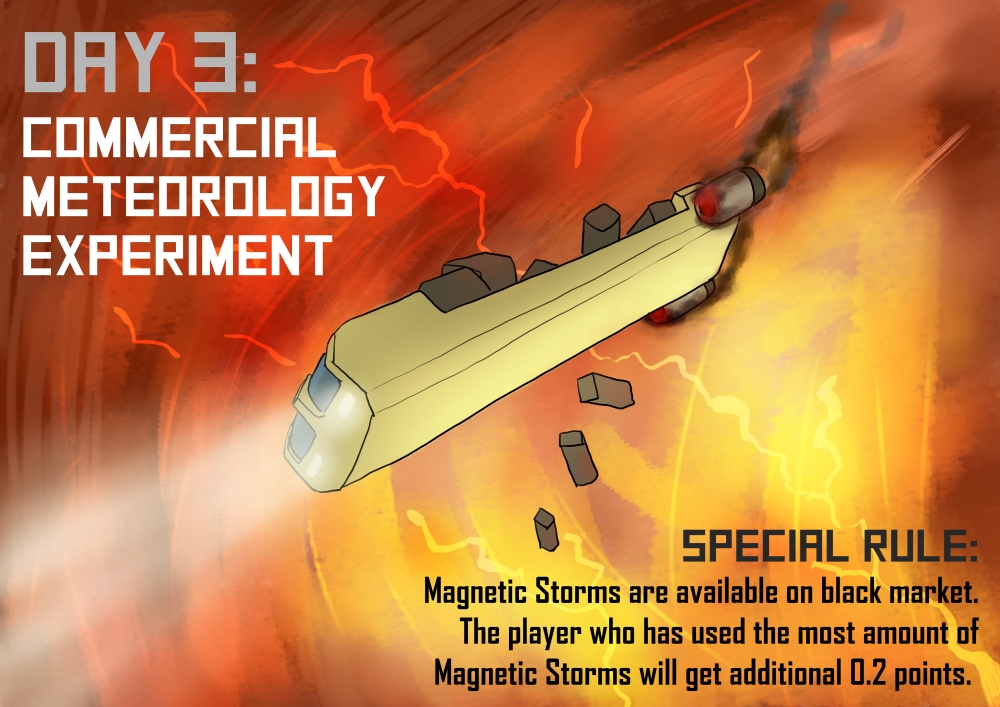 DAY 3:
COMMERCIAL
METEOROLOGY
EXPERIMENT
SPECIAL RULE:
Magnetic Storms are available on black market.
The player who has used the most amount of
Magnetic Storms will get additional 0.2 points.